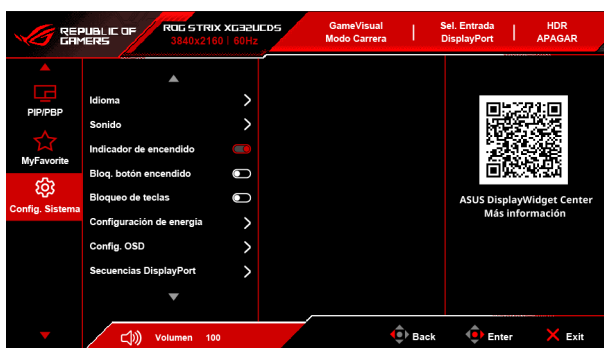 REPUBLIC OF
GAMERS
ROG STRIX XG32UCDS
3840x2160 | 60Hz
GameVisual
Modo Carrera
Sel. Entrada
DisplayPort
HDR
APAGAR
PIP/PBP
MyFavorite
Config. Sistema
Idioma
Sonido
Indicador de encendido
Bloq. botón encendido
Bloqueo de teclas
Configuración de energía
Config. OSD
Secuencias DisplayPort
ASUS DisplayWidget Center
Más información
Volumen 100
Back
Enter
Exit